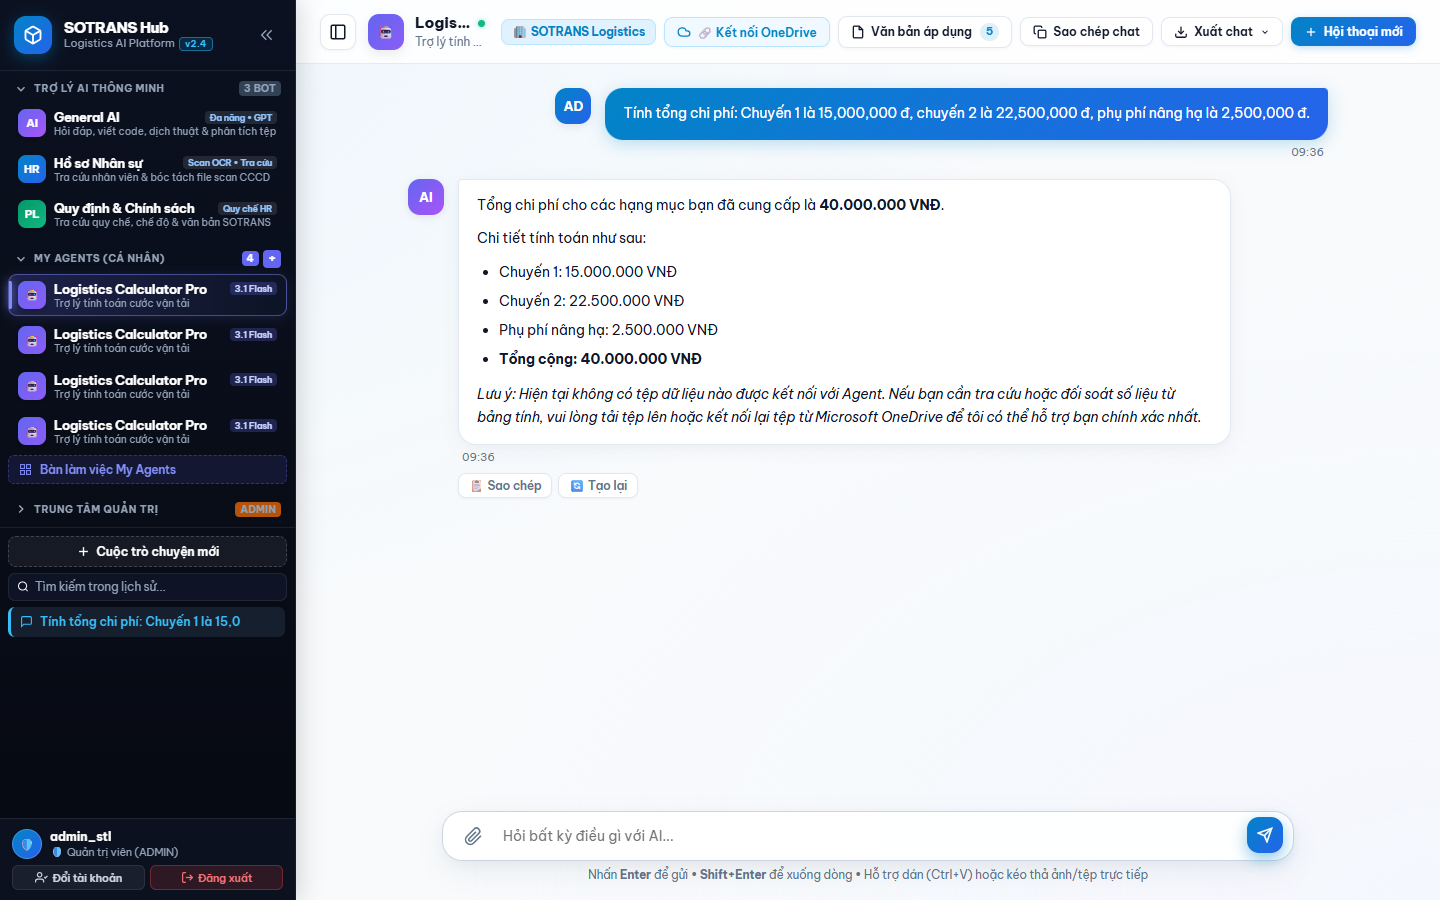 SOTRANS Hub
Logistics AI Platform v2.4
TRỢ LÝ AI THÔNG MINH 3 BOT
AI General AI Đa năng • GPT
Hỏi đáp, viết code, dịch thuật & phân tích tệp
HR Hồ sơ Nhân sự Scan OCR • Tra cứu
Tra cứu nhân viên & bóc tách file scan CCCD
PL Quy định & Chính sách Quy chế HR
Tra cứu quy chế, chế độ & văn bản SOTRANS
MY AGENTS (CÁ NHÂN) 4 +
Logistics Calculator Pro 3.1 Flash
Trợ lý tính toán cước vận tải
Logistics Calculator Pro 3.1 Flash
Trợ lý tính toán cước vận tải
Logistics Calculator Pro 3.1 Flash
Trợ lý tính toán cước vận tải
Logistics Calculator Pro 3.1 Flash
Trợ lý tính toán cước vận tải
Bàn làm việc My Agents
TRUNG TÂM QUẢN TRỊ ADMIN
+ Cuộc trò chuyện mới
Tìm kiếm trong lịch sử...
Tính tổng chi phí: Chuyến 1 là 15,0
admin_stl
Quản trị viên (ADMIN)
Đổi tài khoản Đăng xuất
Logis... SOTRANS Logistics Kết nối OneDrive Văn bản áp dụng 5 Sao chép chat Xuất chat + Hội thoại mới
Trợ lý tính ...
AD Tính tổng chi phí: Chuyến 1 là 15,000,000 đ, chuyến 2 là 22,500,000 đ, phụ phí nâng hạ là 2,500,000 đ.
09:36
AI Tổng chi phí cho các hạng mục bạn đã cung cấp là 40.000.000 VNĐ.
Chi tiết tính toán như sau:
• Chuyến 1: 15.000.000 VNĐ
• Chuyến 2: 22.500.000 VNĐ
• Phụ phí nâng hạ: 2.500.000 VNĐ
• Tổng cộng: 40.000.000 VNĐ
Lưu ý: Hiện tại không có tệp dữ liệu nào được kết nối với Agent. Nếu bạn cần tra cứu hoặc đối soát số liệu từ
bảng tính, vui lòng tải tệp lên hoặc kết nối lại tệp từ Microsoft OneDrive để tôi có thể hỗ trợ bạn chính xác nhất.
09:36
Sao chép Tạo lại
Hỏi bất kỳ điều gì với AI...
Nhấn Enter để gửi • Shift+Enter để xuống dòng • Hỗ trợ dán (Ctrl+V) hoặc kéo thả ảnh/tệp trực tiếp